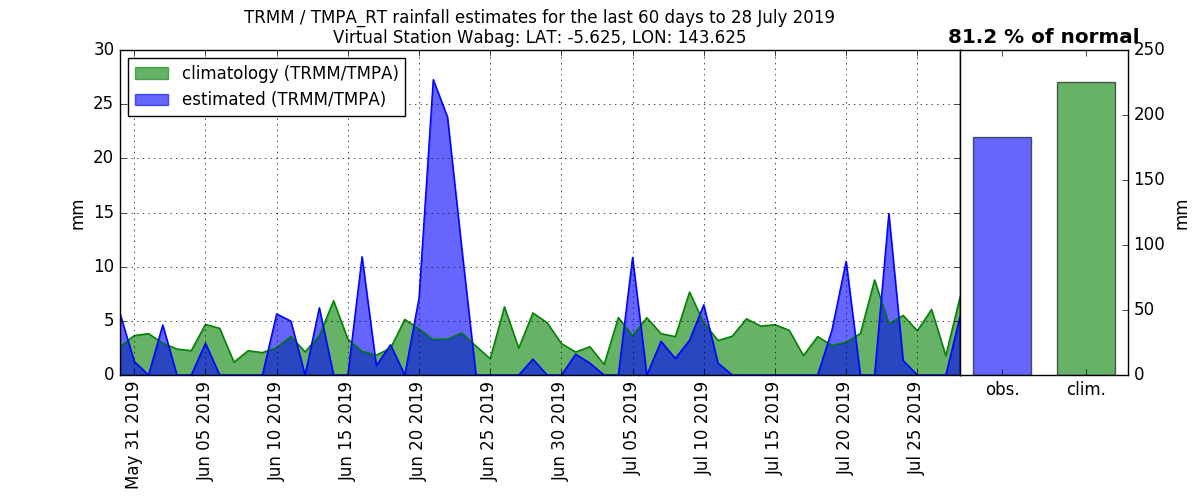 TRMM / TMPA_RT rainfall estimates for the last 60 days to 28 July 2019
Virtual Station Wabag: LAT: -5.625, LON: 143.625
81.2 % of normal
climatology (TRMM/TMPA)
estimated (TRMM/TMPA)
30
25
20
15
10
5
0
mm
May 31 2019
Jun 05 2019
Jun 10 2019
Jun 15 2019
Jun 20 2019
Jun 25 2019
Jun 30 2019
Jul 05 2019
Jul 10 2019
Jul 15 2019
Jul 20 2019
Jul 25 2019
obs.
clim.
250
200
150
100
50
0
mm